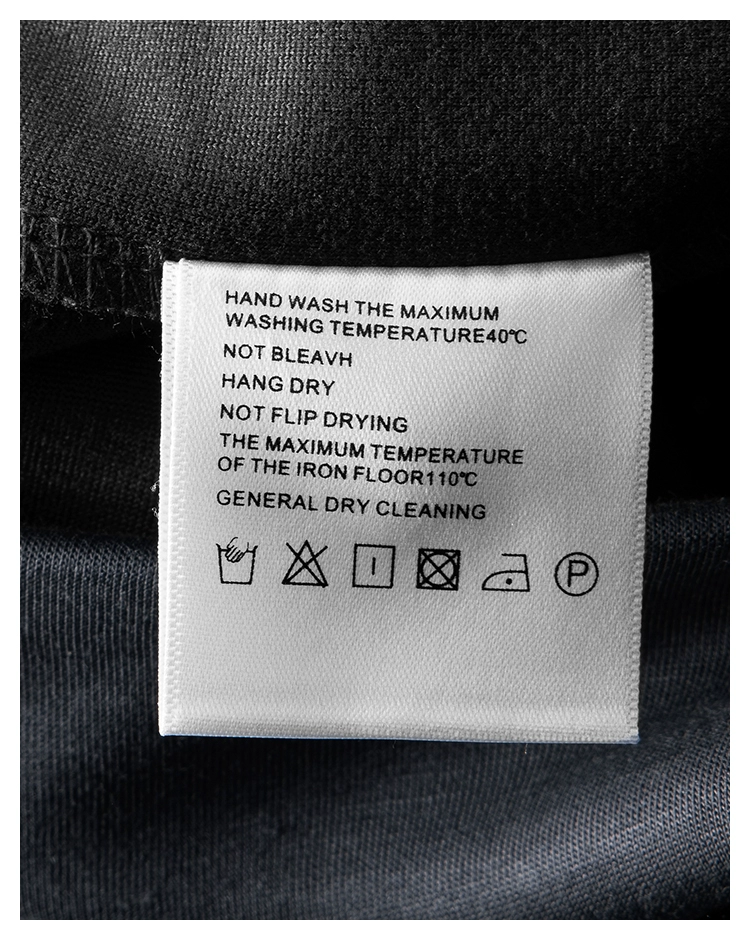 HAND WASH THE MAXIMUM
WASHING TEMPERATURE40℃
NOT BLEAVH
HANG DRY
NOT FLIP DRYING
THE MAXIMUM TEMPERATURE
OF THE IRON FLOOR110℃
GENERAL DRY CLEANING
P